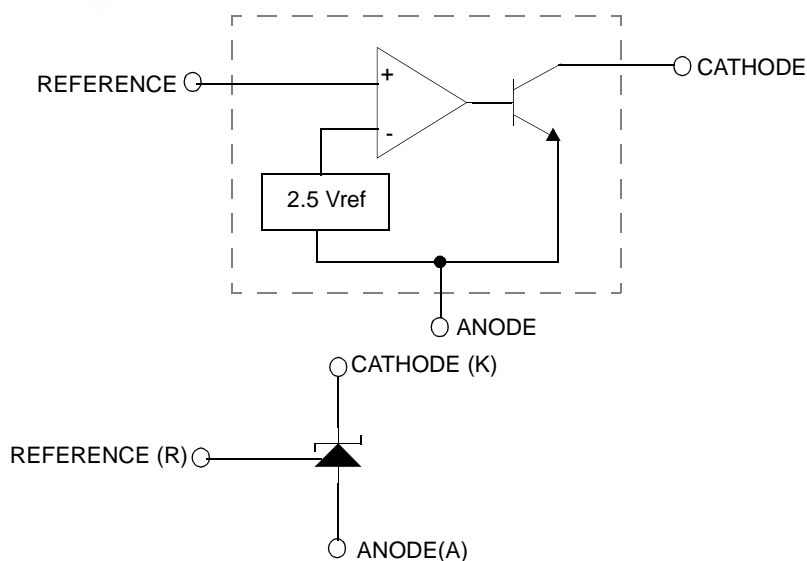 REFERENCE
+
-
CATHODE
2.5 Vref
ANODE
CATHODE (K)
REFERENCE (R)
ANODE(A)